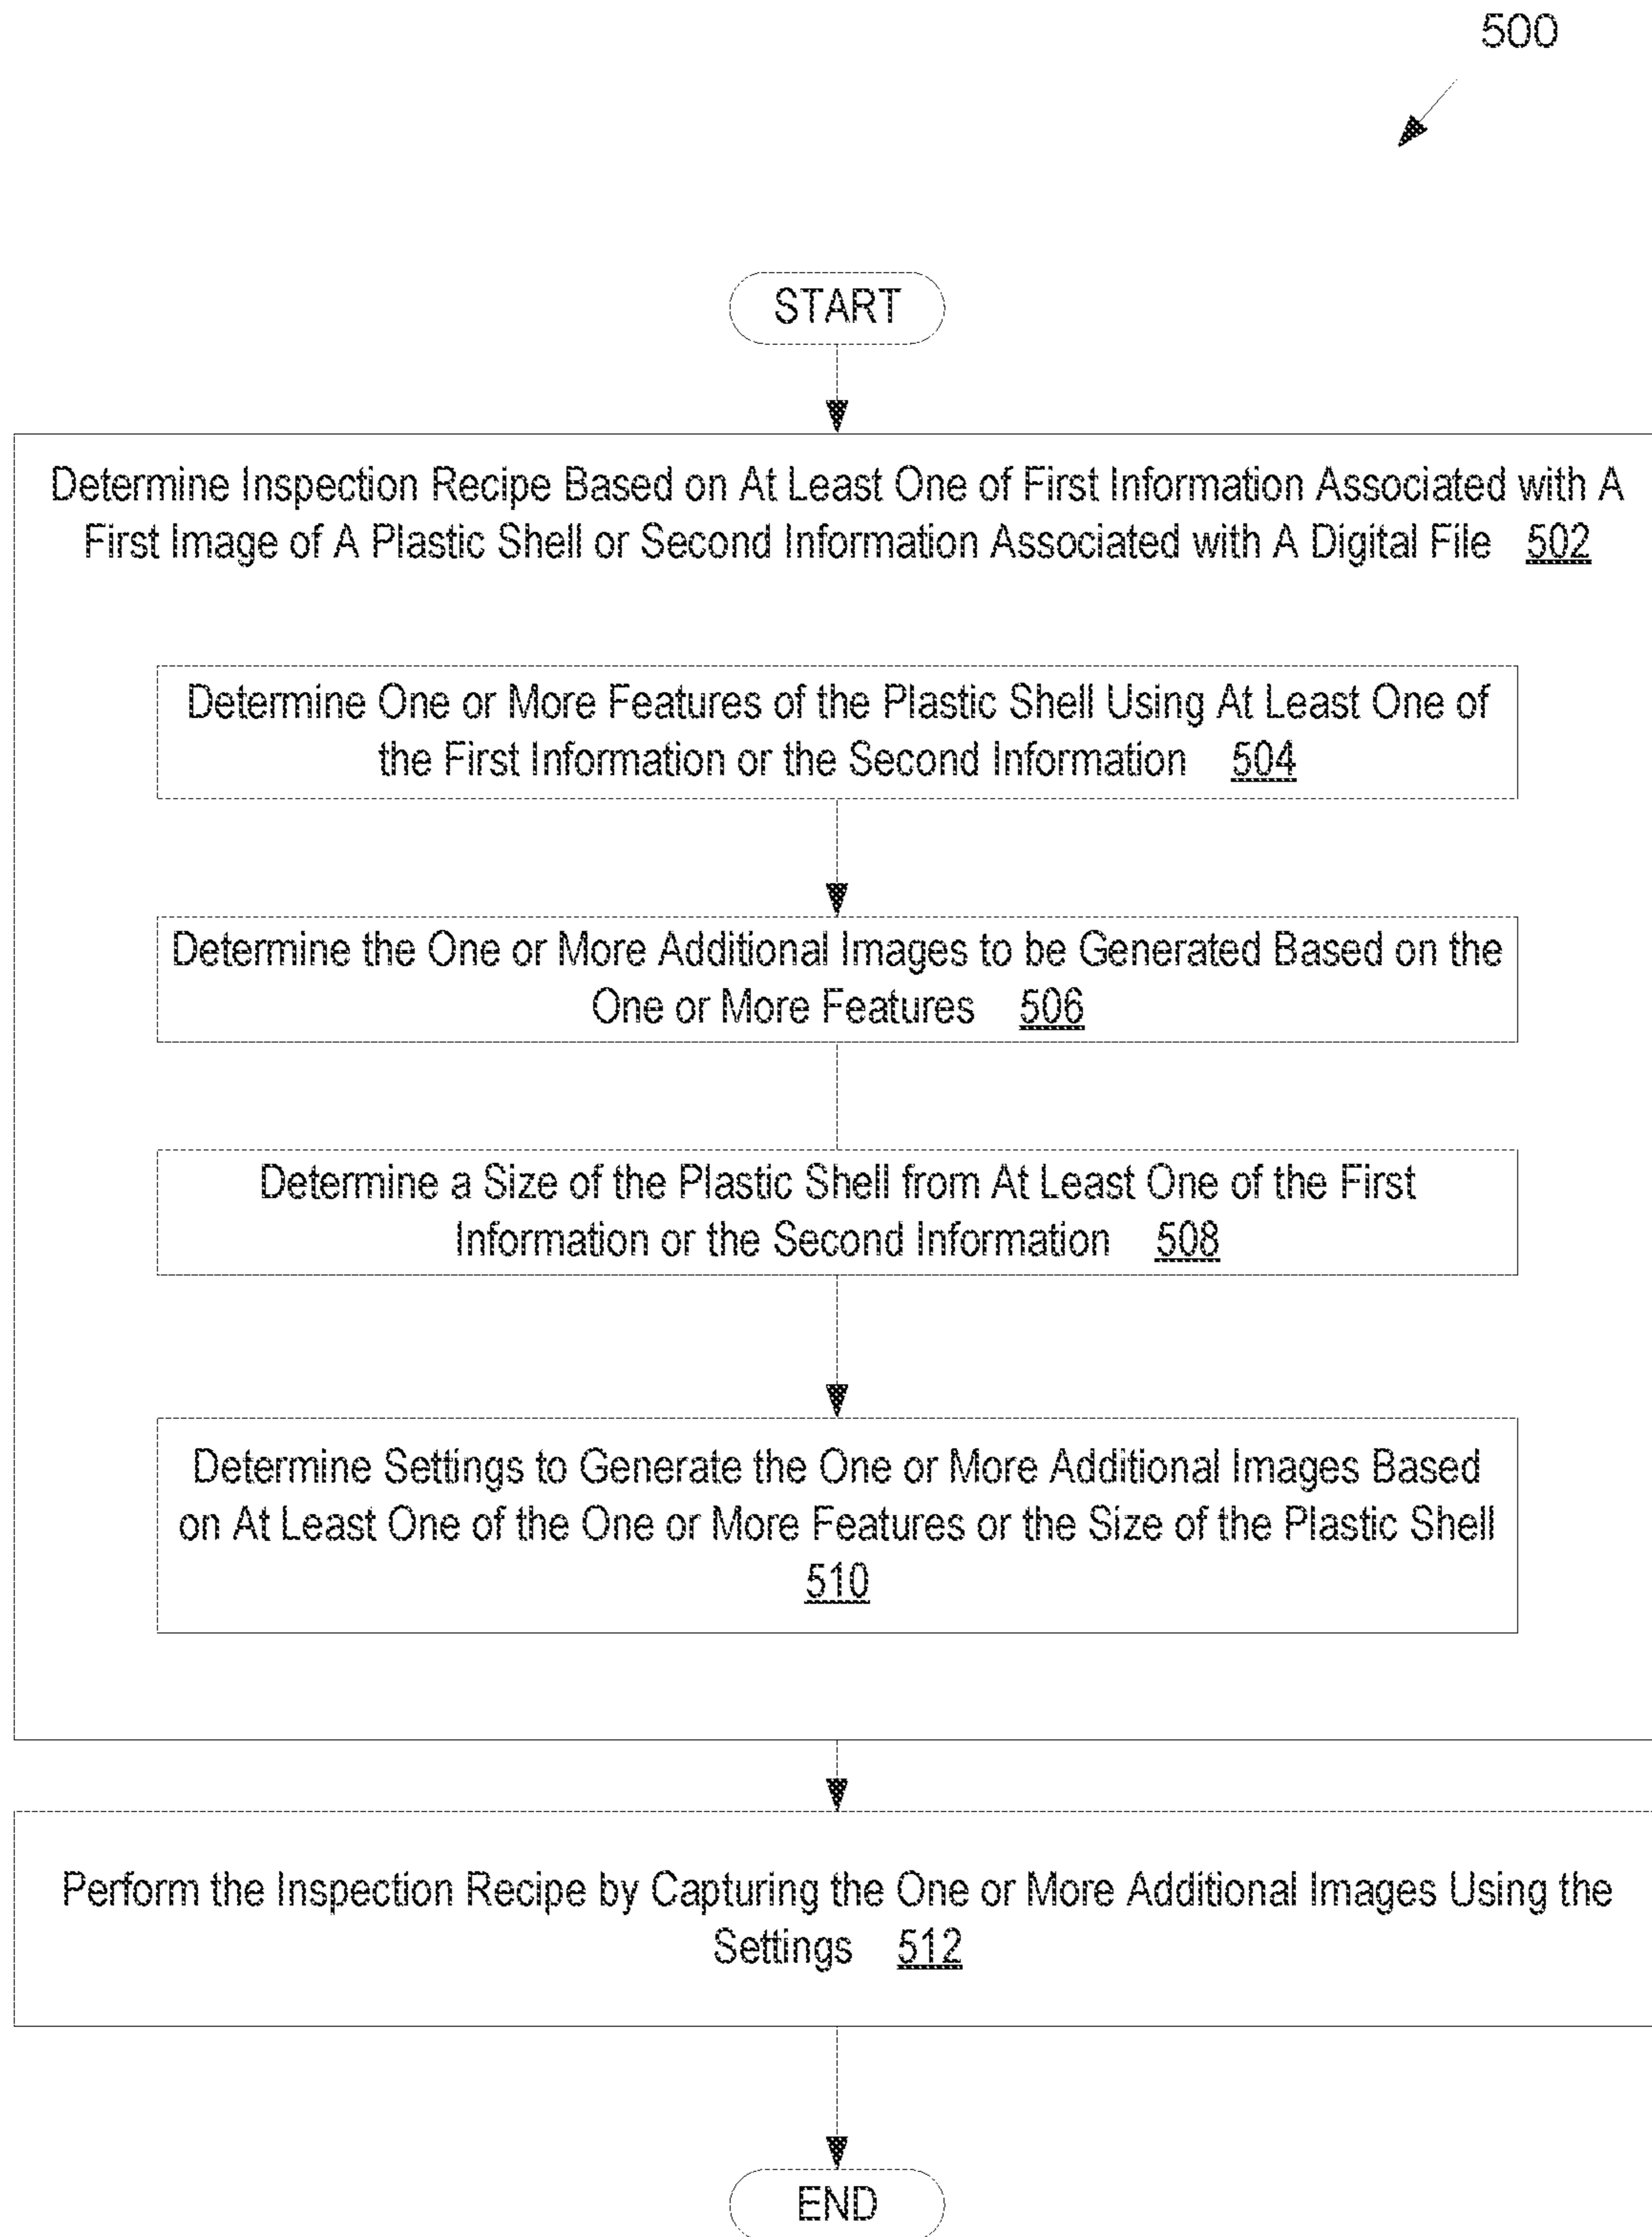 500
START
Determine Inspection Recipe Based on At Least One of First Information Associated with A
First Image of A Plastic Shell or Second Information Associated with A Digital File 502
Determine One or More Features of the Plastic Shell Using At Least One of
the First Information or the Second Information 504
Determine the One or More Additional Images to be Generated Based on the
One or More Features 506
Determine a Size of the Plastic Shell from At Least One of the First
Information or the Second Information 508
Determine Settings to Generate the One or More Additional Images Based
on At Least One of the One or More Features or the Size of the Plastic Shell
510
Perform the Inspection Recipe by Capturing the One or More Additional Images Using the
Settings 512
END